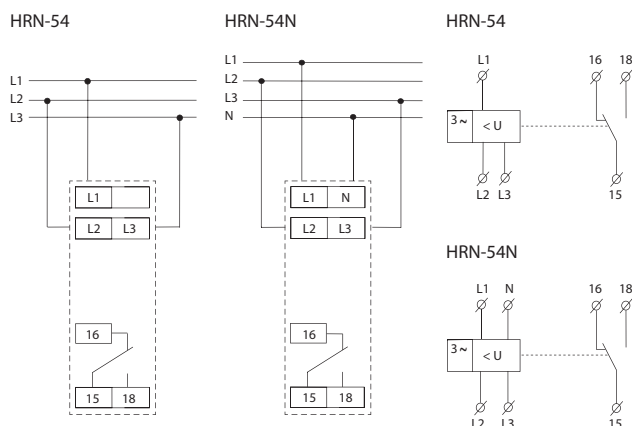 HRN-54
L1
L2
L3
L1
L2 L3
16
15 18
HRN-54N
L1
L2
L3
N
L1 N
L2 L3
16
15 18
HRN-54
L1 16 18
3~ < U
L2 L3 15
HRN-54N
L1 N 16 18
3~ < U
L2 L3 15